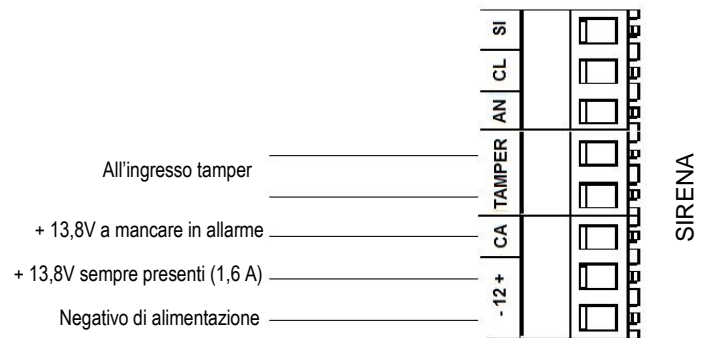 SI
CL
AN
All'ingresso tamper
TAMPER
+ 13,8V a mancare in allarme
CA
+ 13,8V sempre presenti (1,6 A)
Negativo di alimentazione
- 12 +
SIRENA